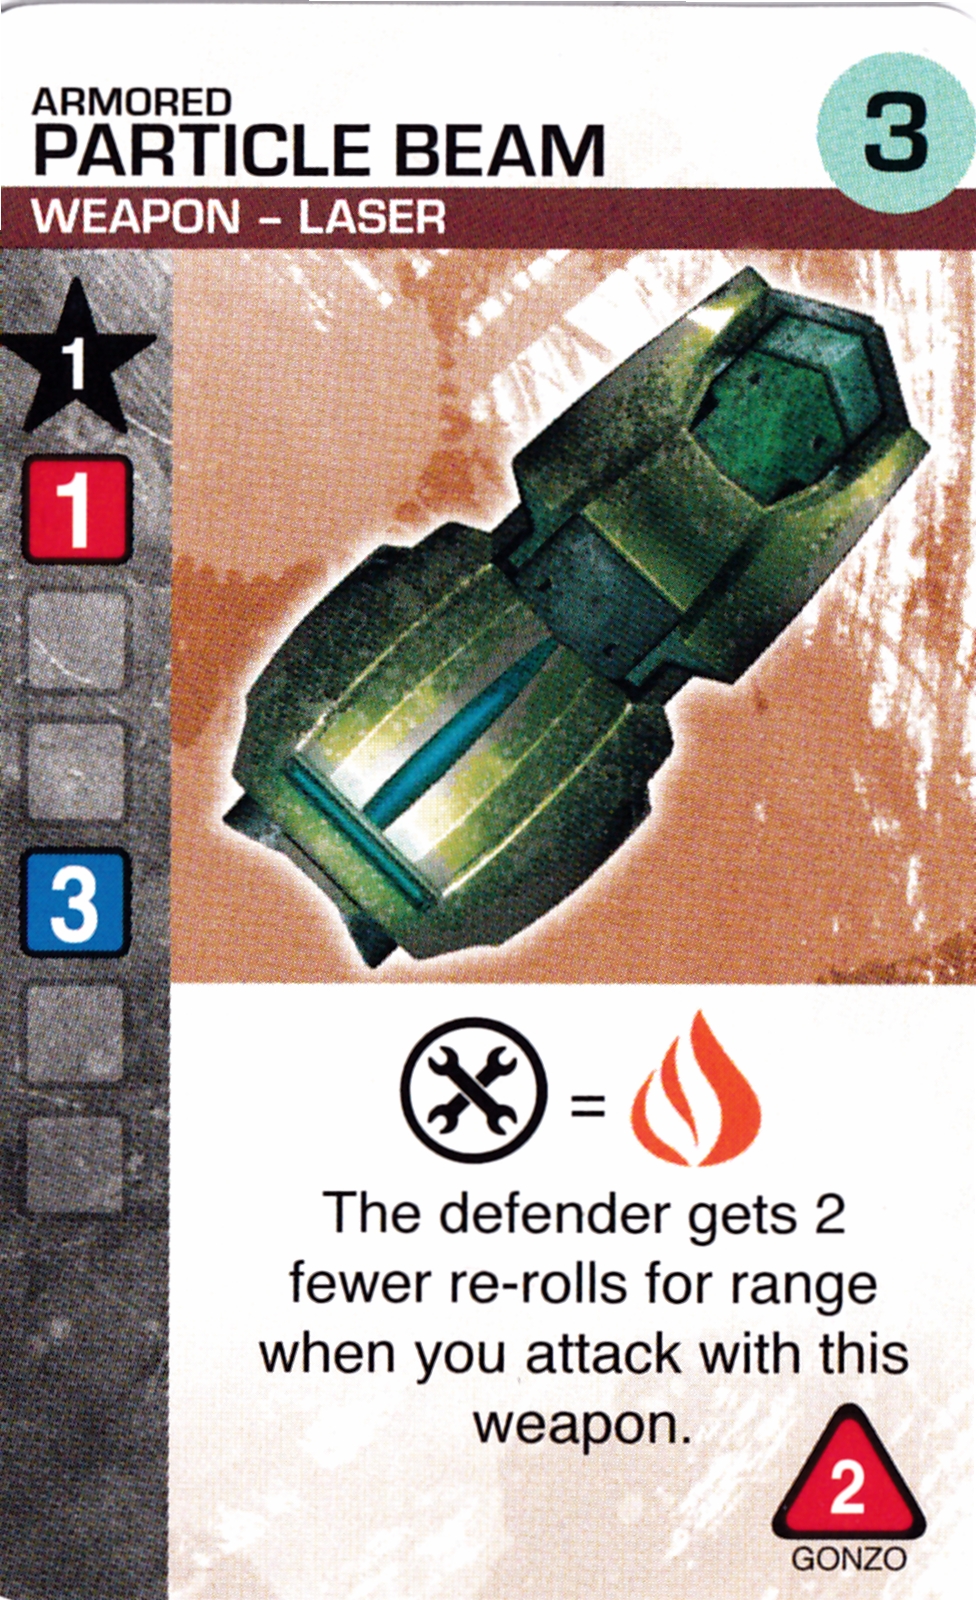 ARMORED
PARTICLE BEAM
3
WEAPON – LASER
1
1
3
=
The defender gets 2
fewer re-rolls for range
when you attack with this
weapon.
2
GONZO